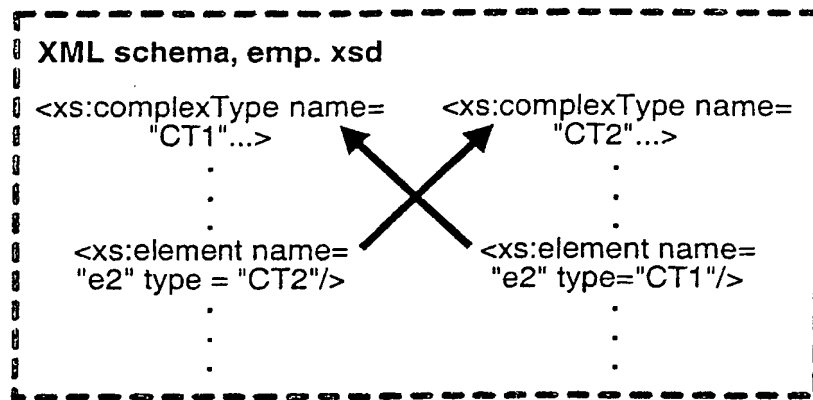 XML schema, emp. xsd
<xs:complexType name=
"CT1"...>
<xs:element name=
"e2" type = "CT2"/>
<xs:complexType name=
"CT2"...>
<xs:element name=
"e2" type="CT1"/>